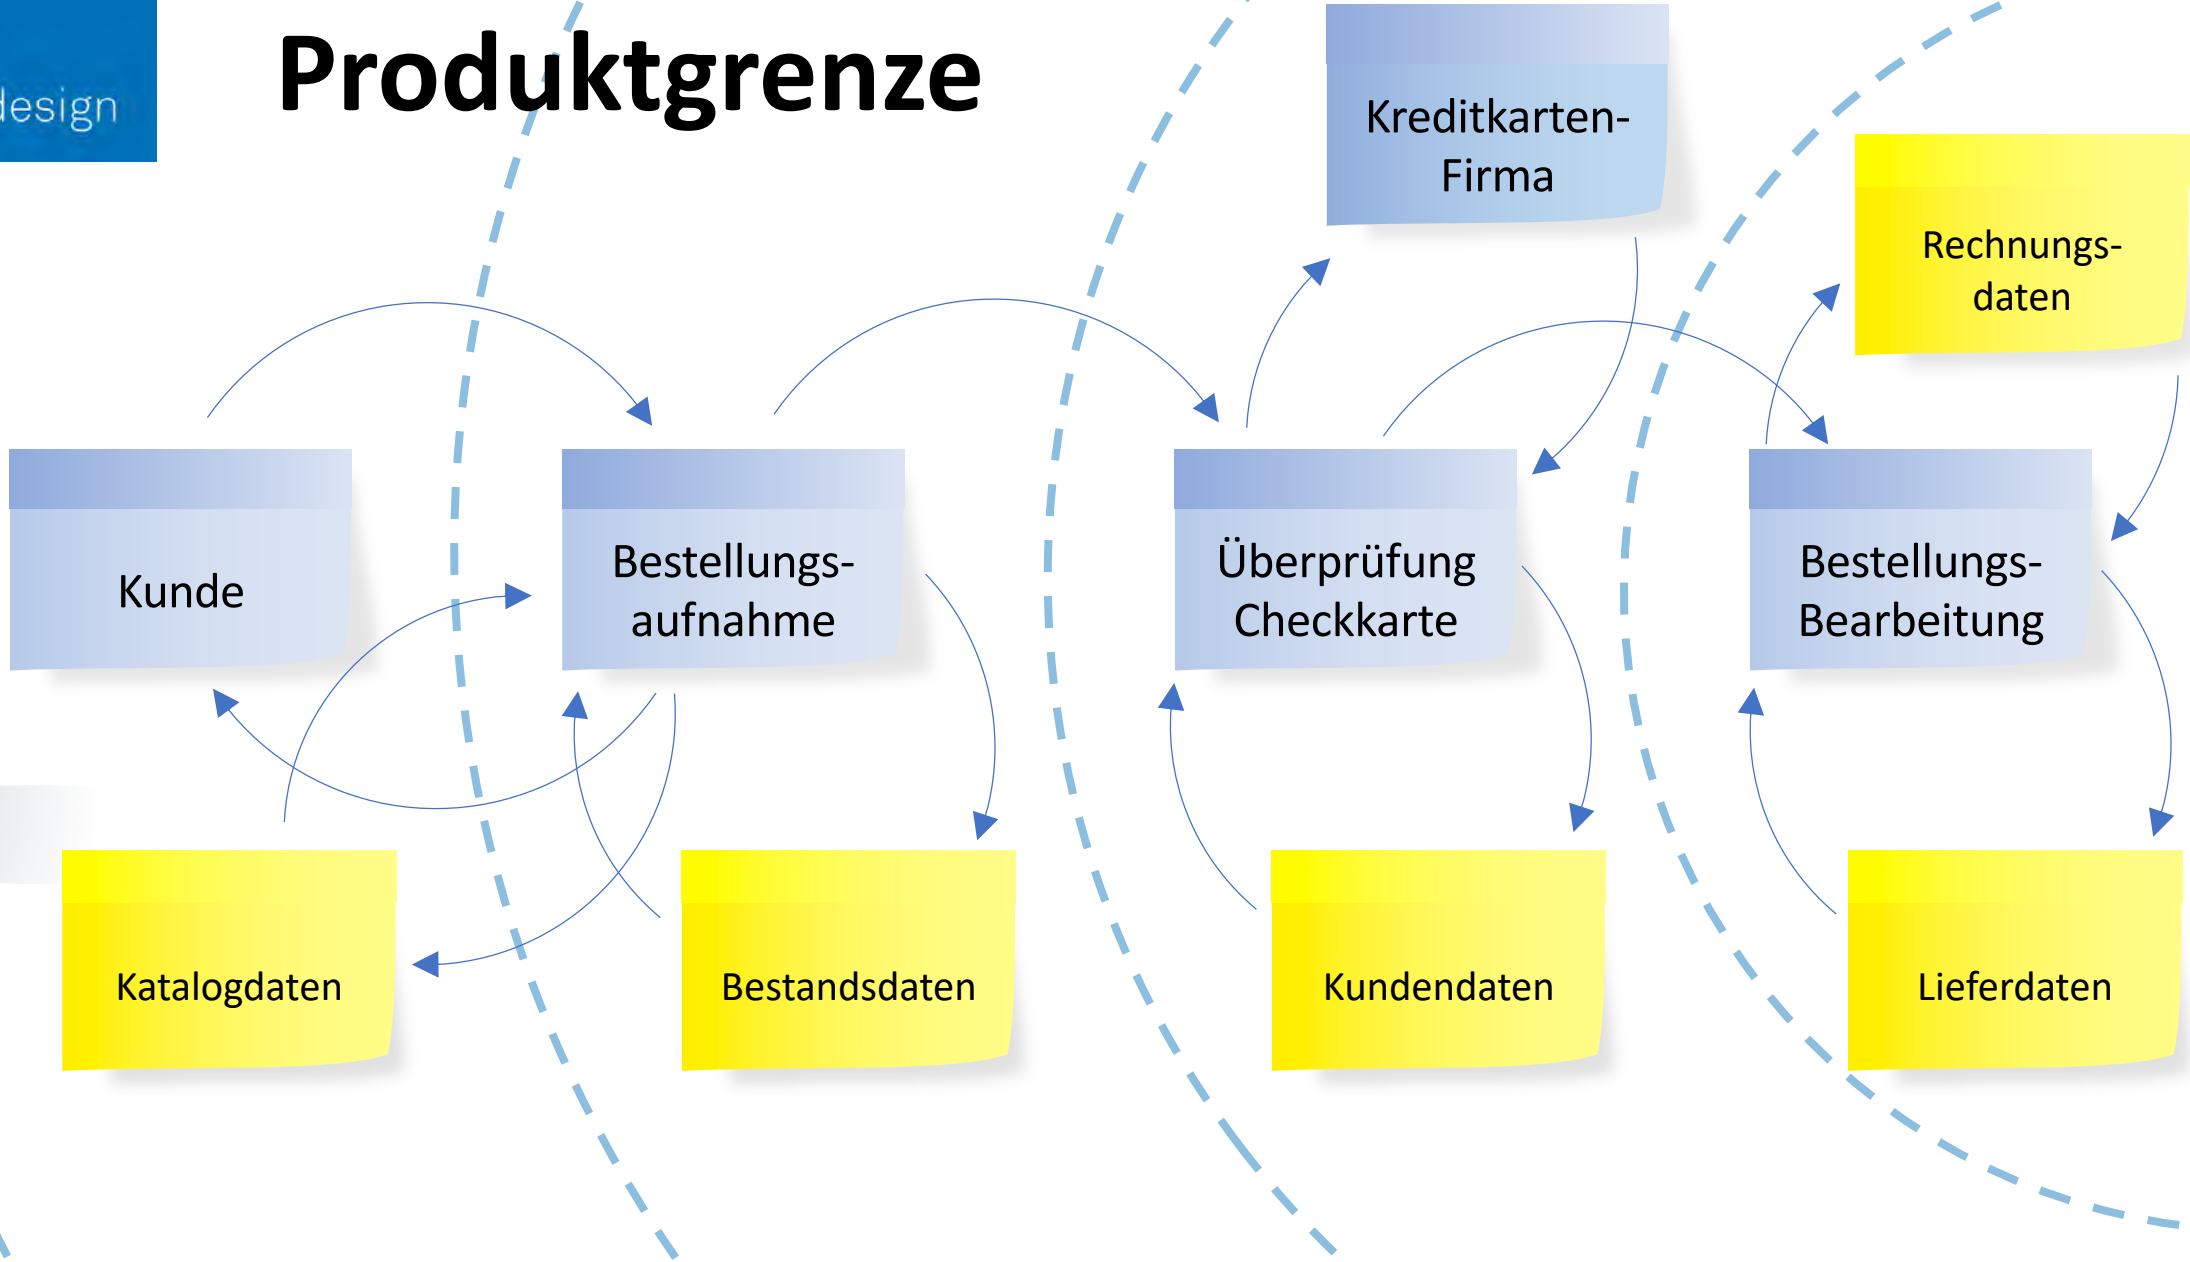 design
Produktgrenze
Kreditkarten-
Firma
Rechnungs-
daten
Kunde
Bestellungs-
aufnahme
Überprüfung
Checkkarte
Bestellungs-
Bearbeitung
Katalogdaten
Bestandsdaten
Kundendaten
Lieferdaten